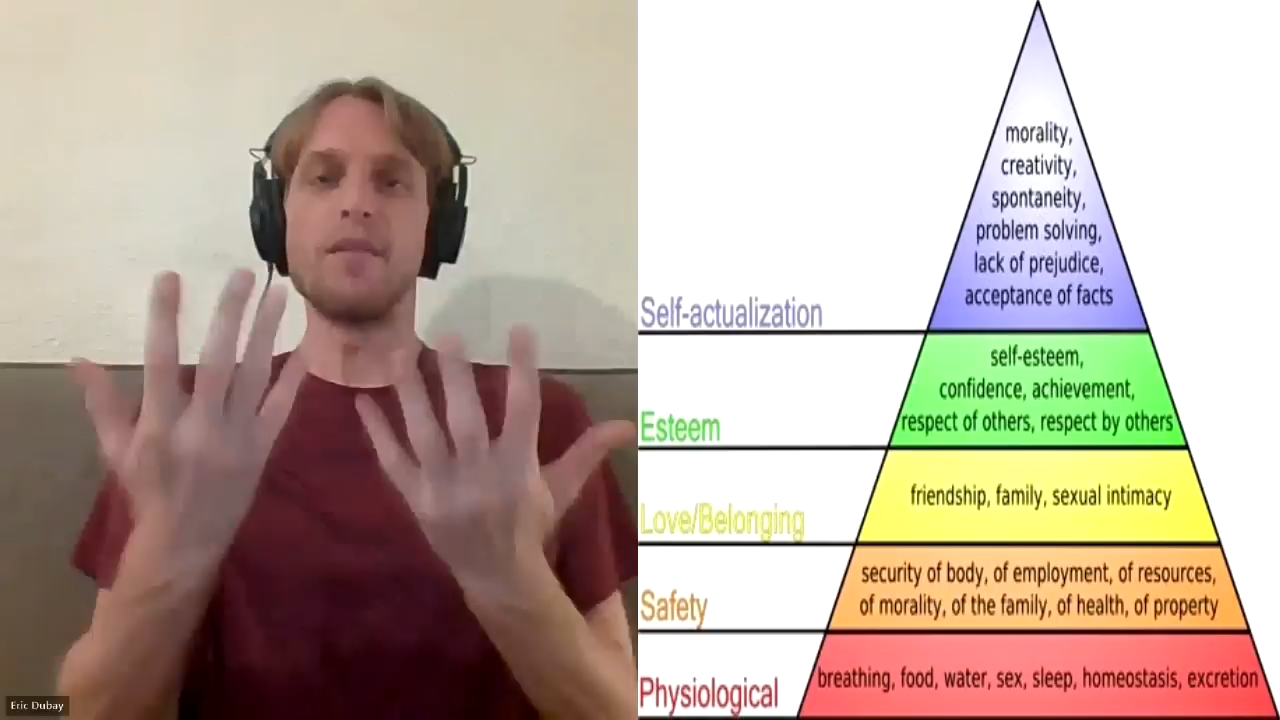 morality,
creativity,
spontaneity,
problem solving,
lack of prejudice,
acceptance of facts
Self-actualization
self-esteem,
confidence, achievement,
respect of others, respect by others
Esteem
friendship, family, sexual intimacy
Love/Belonging
security of body, of employment, of resources,
of morality, of the family, of health, of property
Safety
breathing, food, water, sex, sleep, homeostasis, excretion
Physiological
Eric Dubay